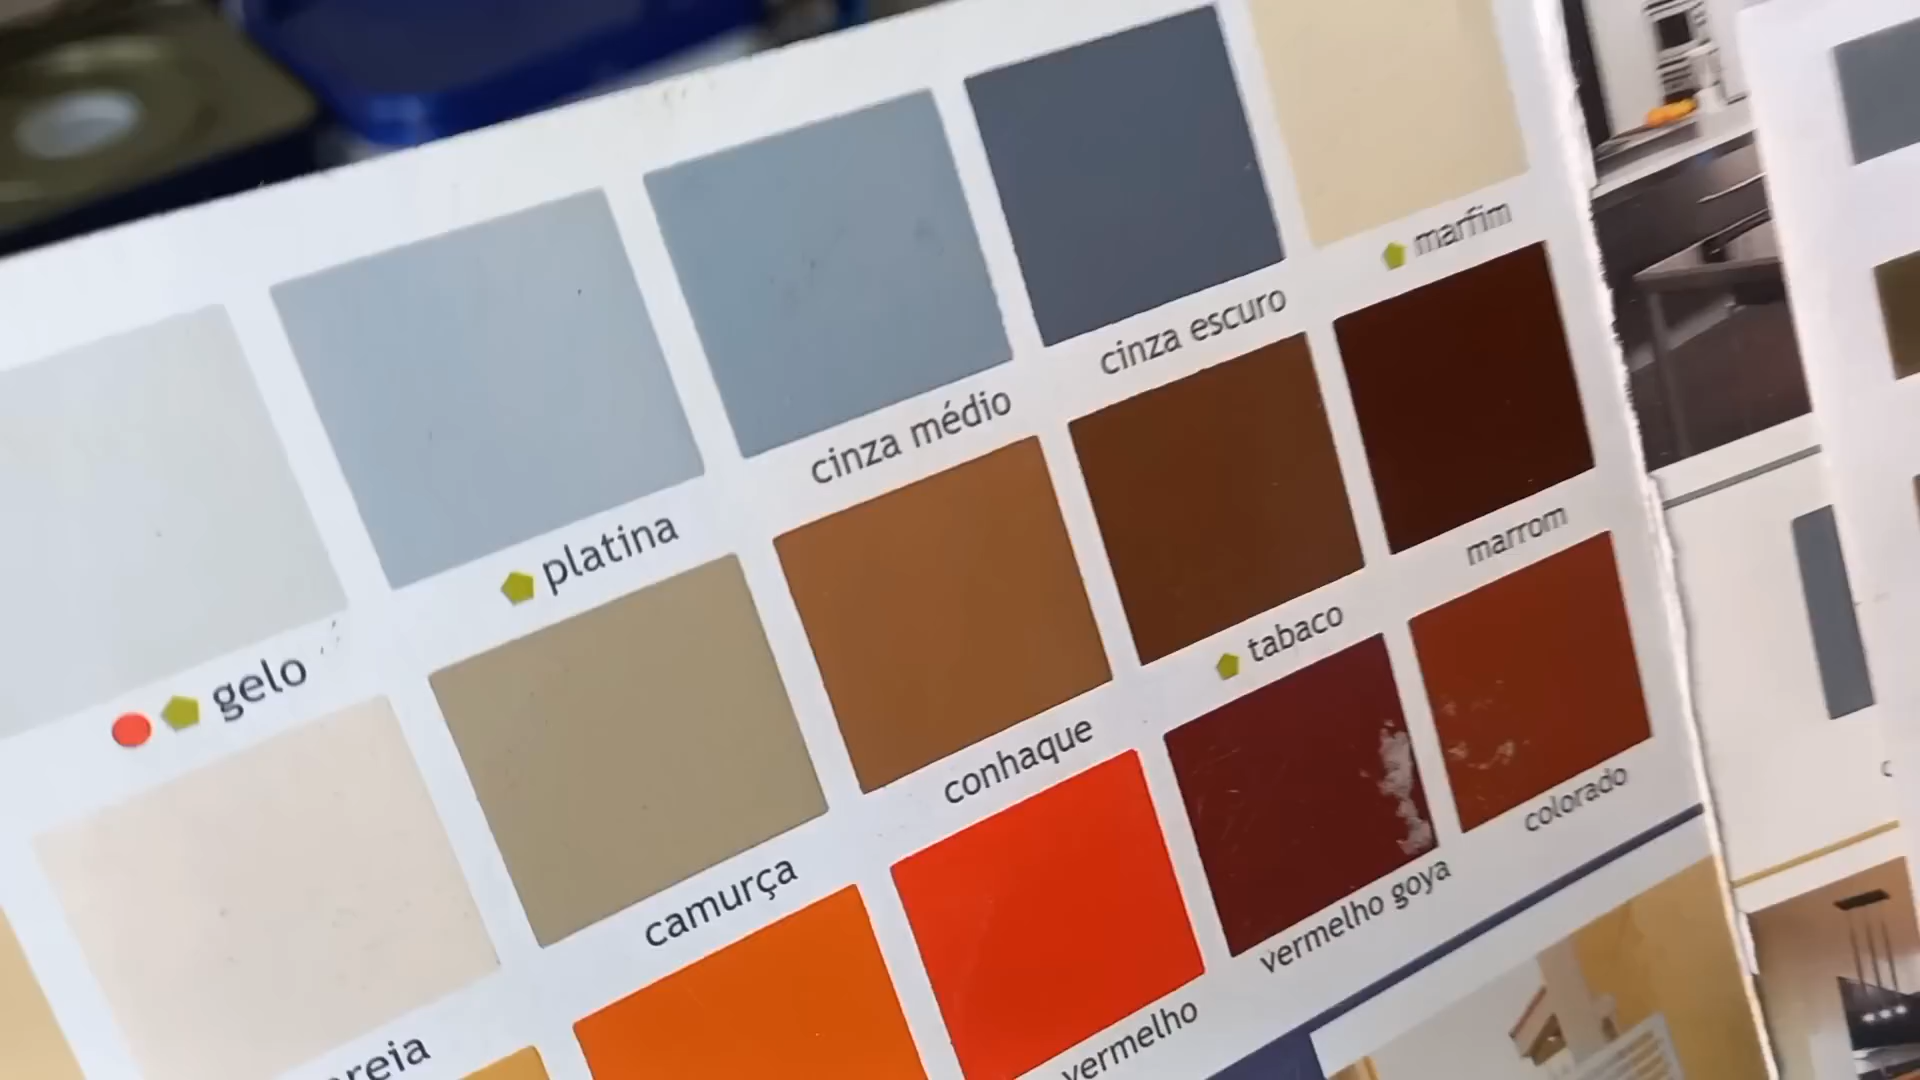 gelo
platina
cinza médio
cinza escuro
marfim
camurça
conhaque
tabaco
marrom
vermelho
vermelho goya
colorado